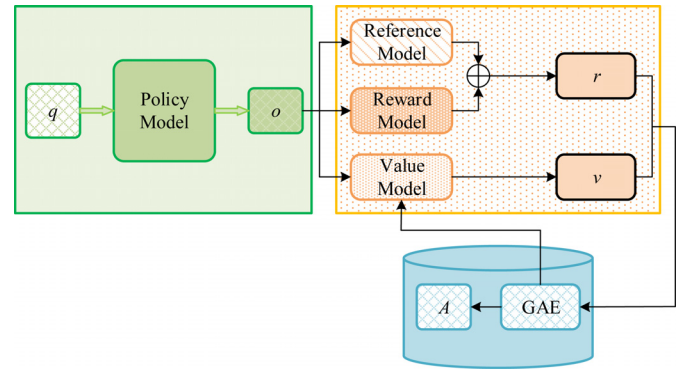 Reference
Model
q
Policy
Model
o
Reward
Model
r
Value
Model
v
A
GAE